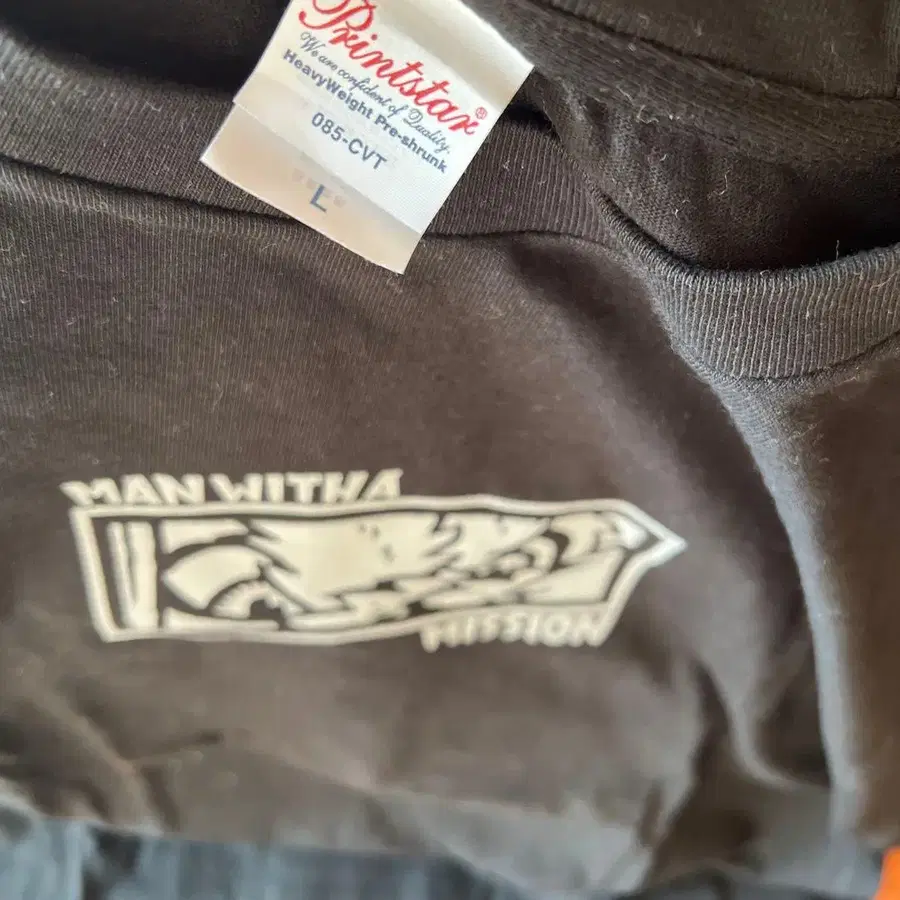 Printstar®
We are confident of Quality.
HeavyWeight Pre-shrunk
085-CVT
L
MAN WITH A
MISSION